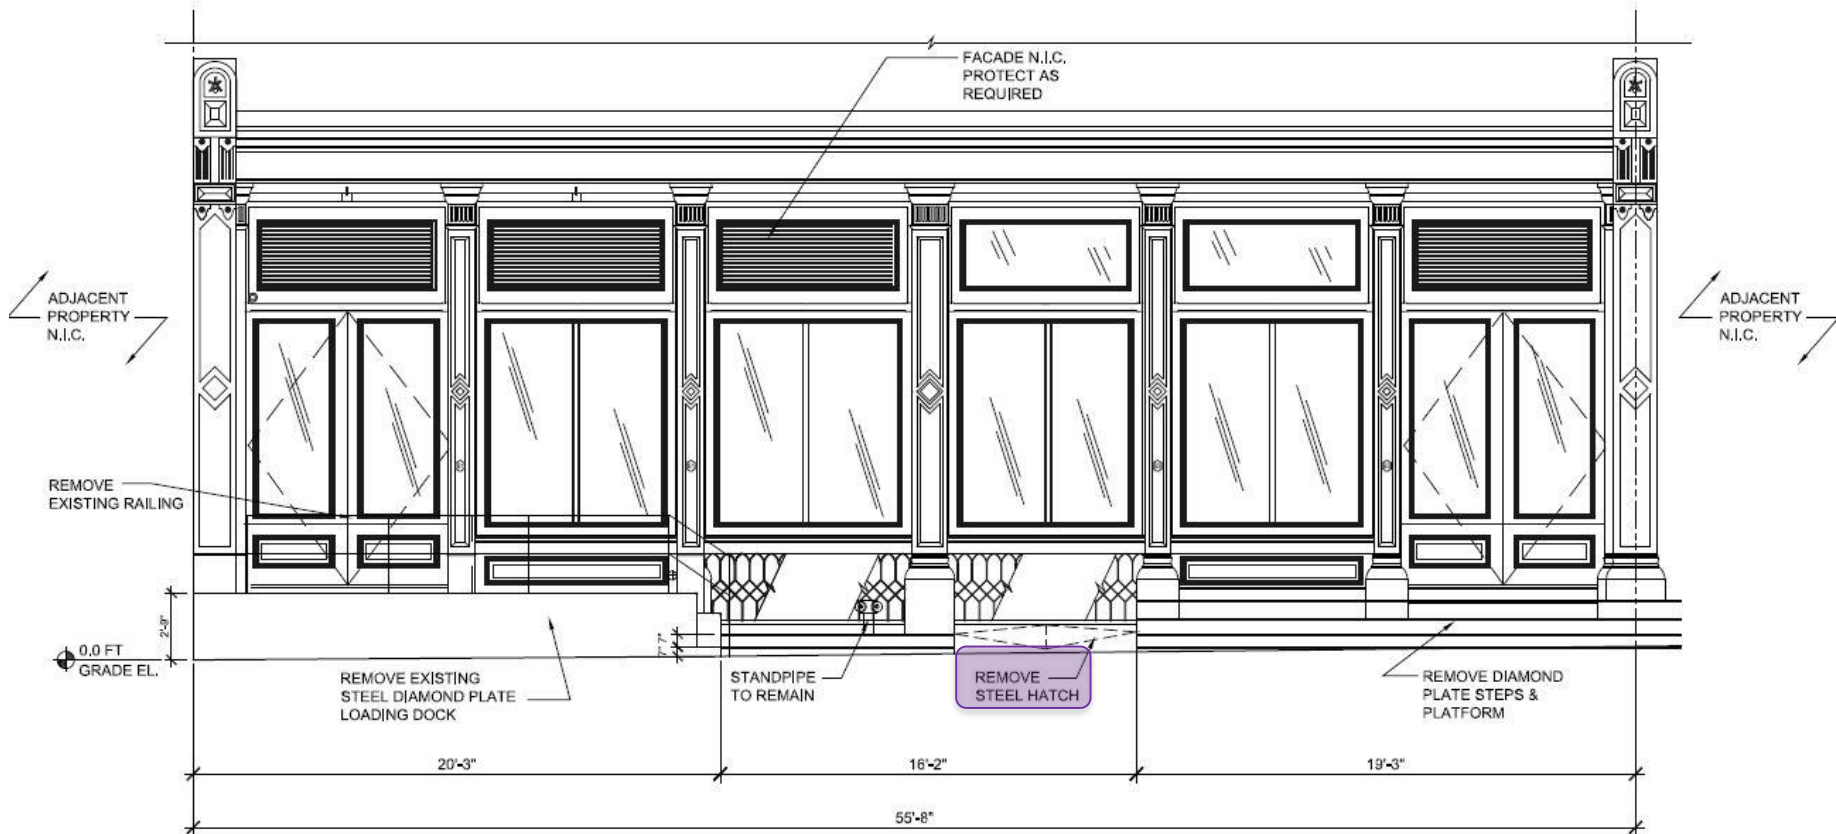 FACADE N.I.C.
PROTECT AS
REQUIRED
ADJACENT
PROPERTY
N.I.C.
ADJACENT
PROPERTY
N.I.C.
REMOVE
EXISTING RAILING
2'-9"
7" 7"
0.0 FT
GRADE EL.
REMOVE EXISTING
STEEL DIAMOND PLATE
LOADING DOCK
STANDPIPE
TO REMAIN
REMOVE
STEEL HATCH
REMOVE DIAMOND
PLATE STEPS &
PLATFORM
20'-3"
16'-2"
19'-3"
55'-8"